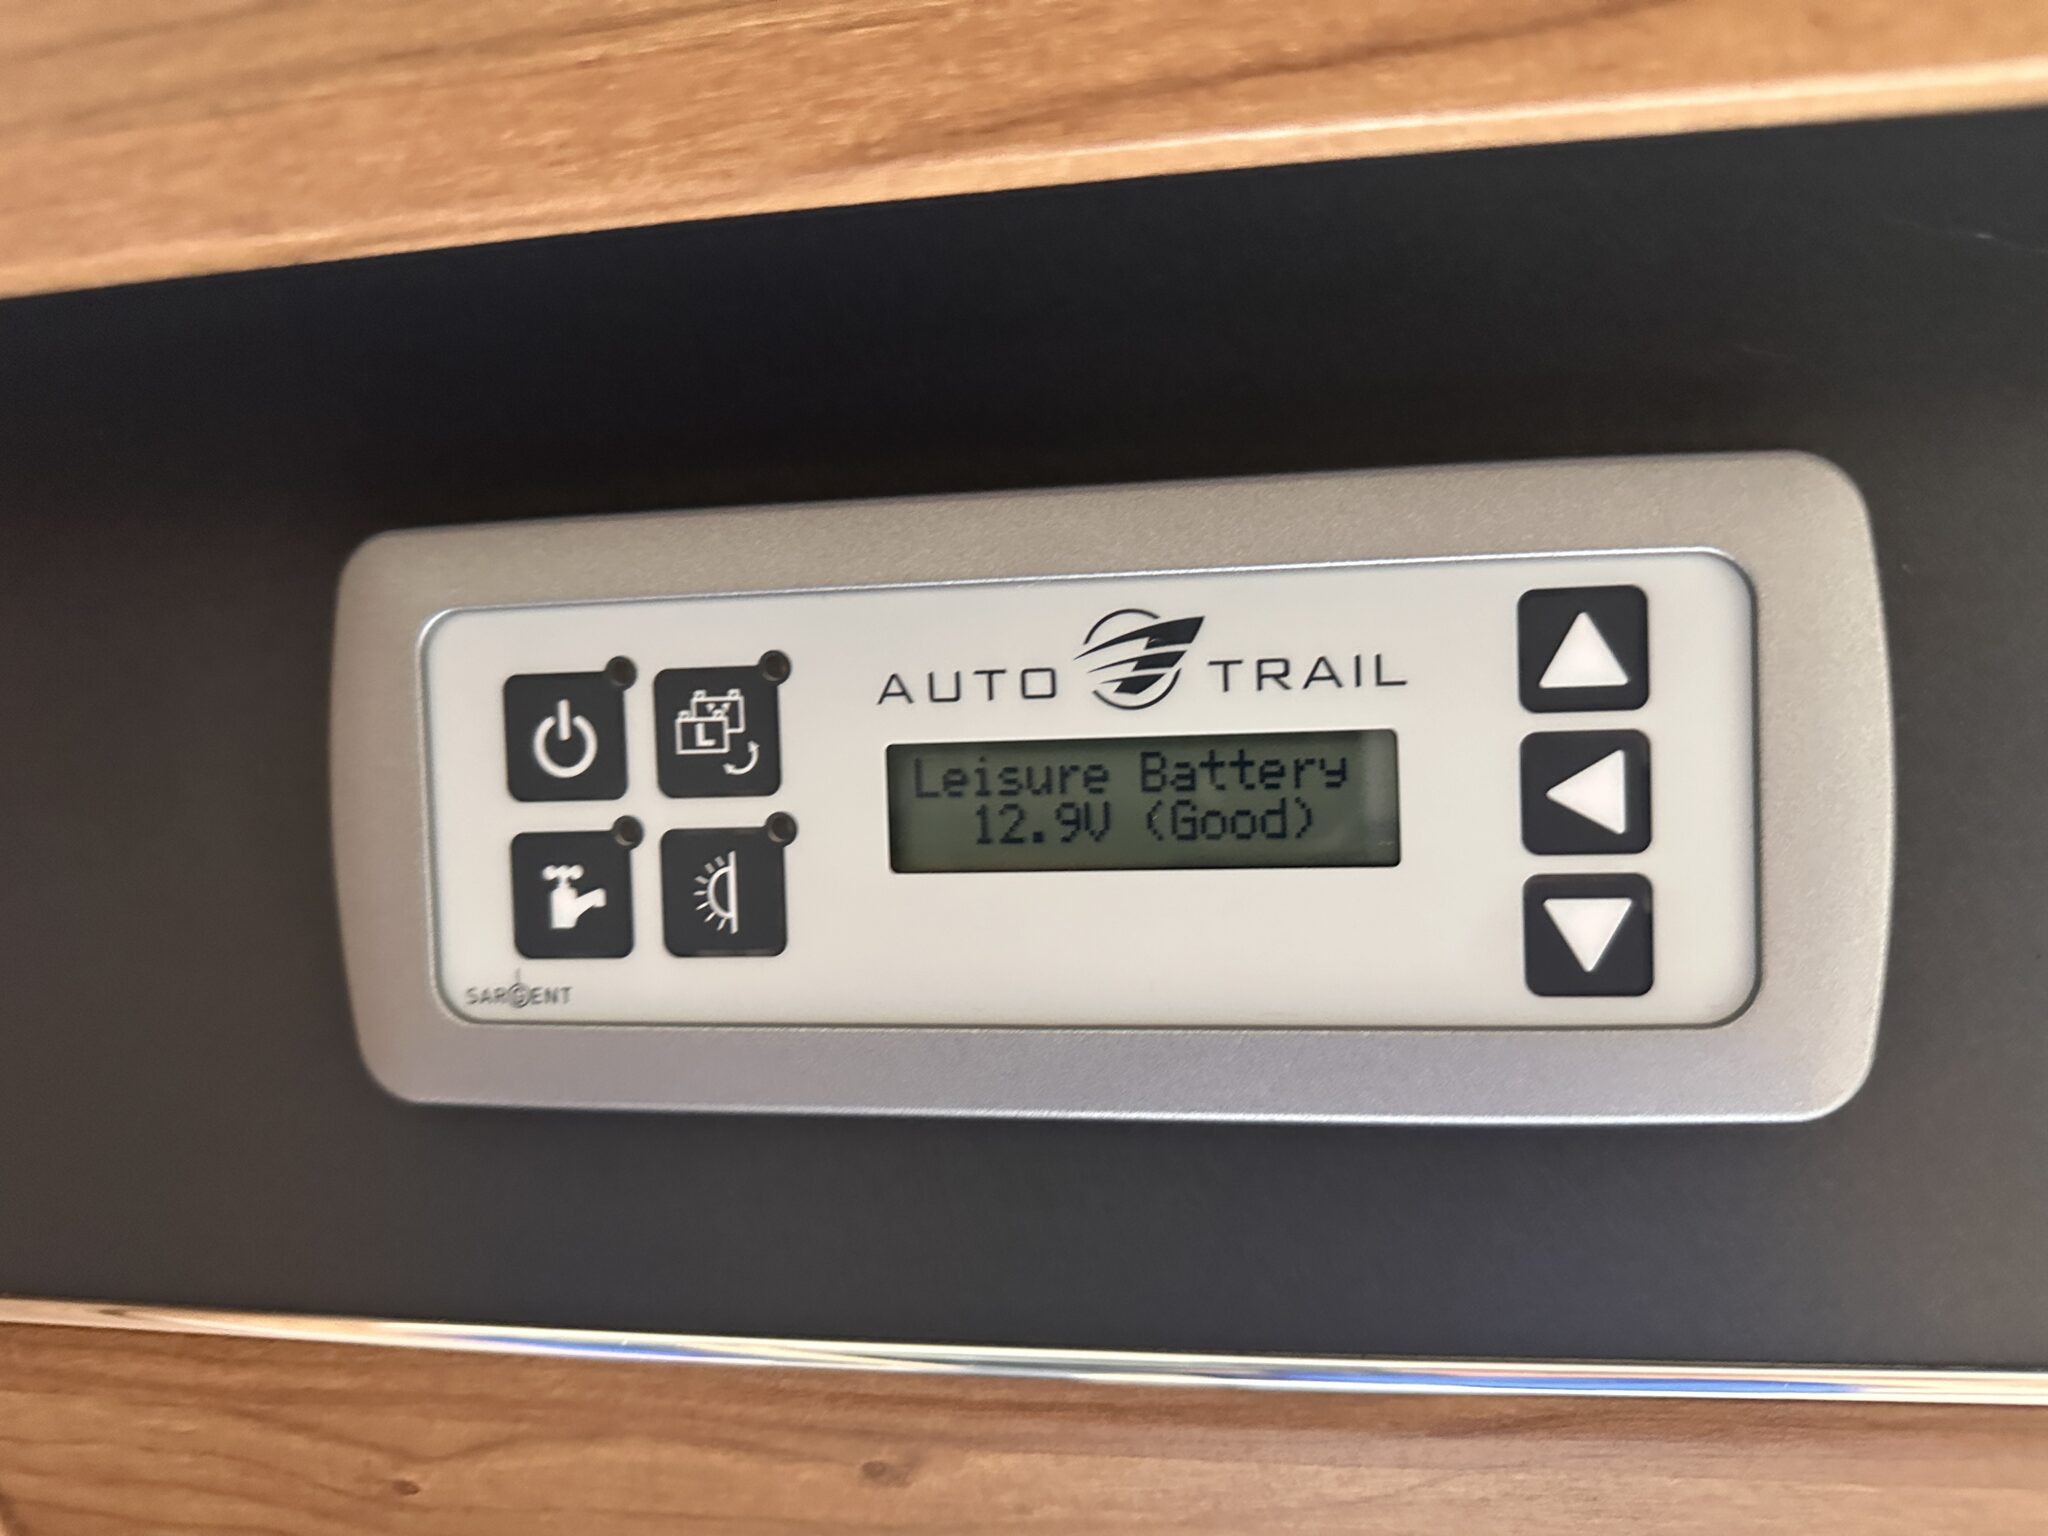 AUTO TRAIL
Leisure Battery
12.9V (Good)
L V
SARGENT